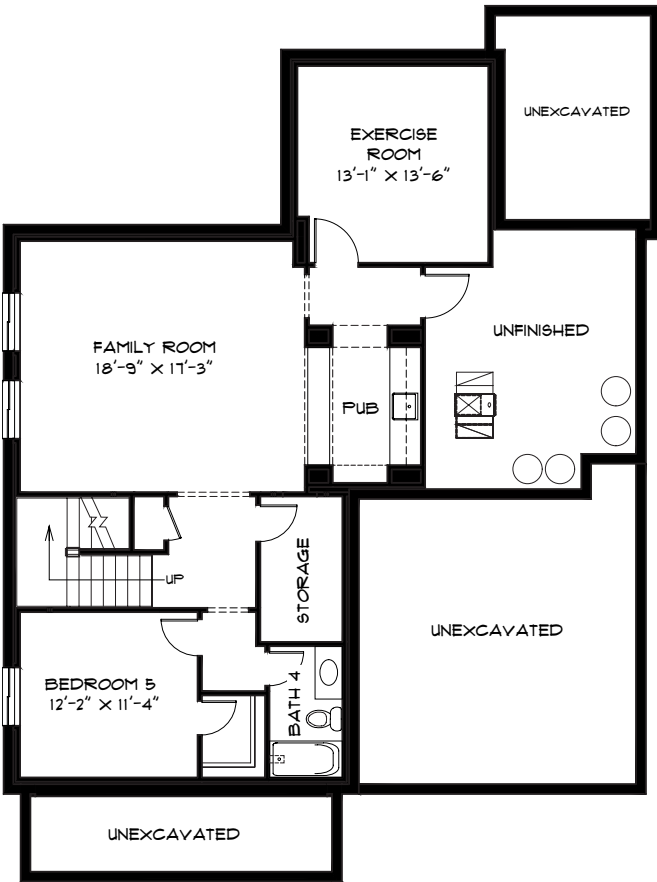 UNEXCAVATED
EXERCISE
ROOM
13'-1" X 13'-6"
UNFINISHED
FAMILY ROOM
18'-9" X 17'-3"
PUB
STORAGE
UP
UNEXCAVATED
BEDROOM 5
12'-2" X 11'-4"
BATH 4
UNEXCAVATED